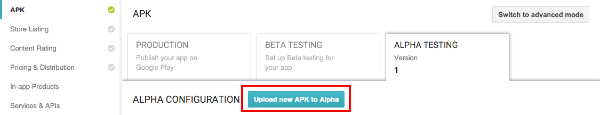 APK
Store Listing
Content Rating
Pricing & Distribution
In-app Products
Services & APIs
APK
Switch to advanced mode
PRODUCTION
Publish your app on
Google Play
BETA TESTING
Set up Beta testing for
your app
ALPHA TESTING
Version
1
ALPHA CONFIGURATION
Upload new APK to Alpha